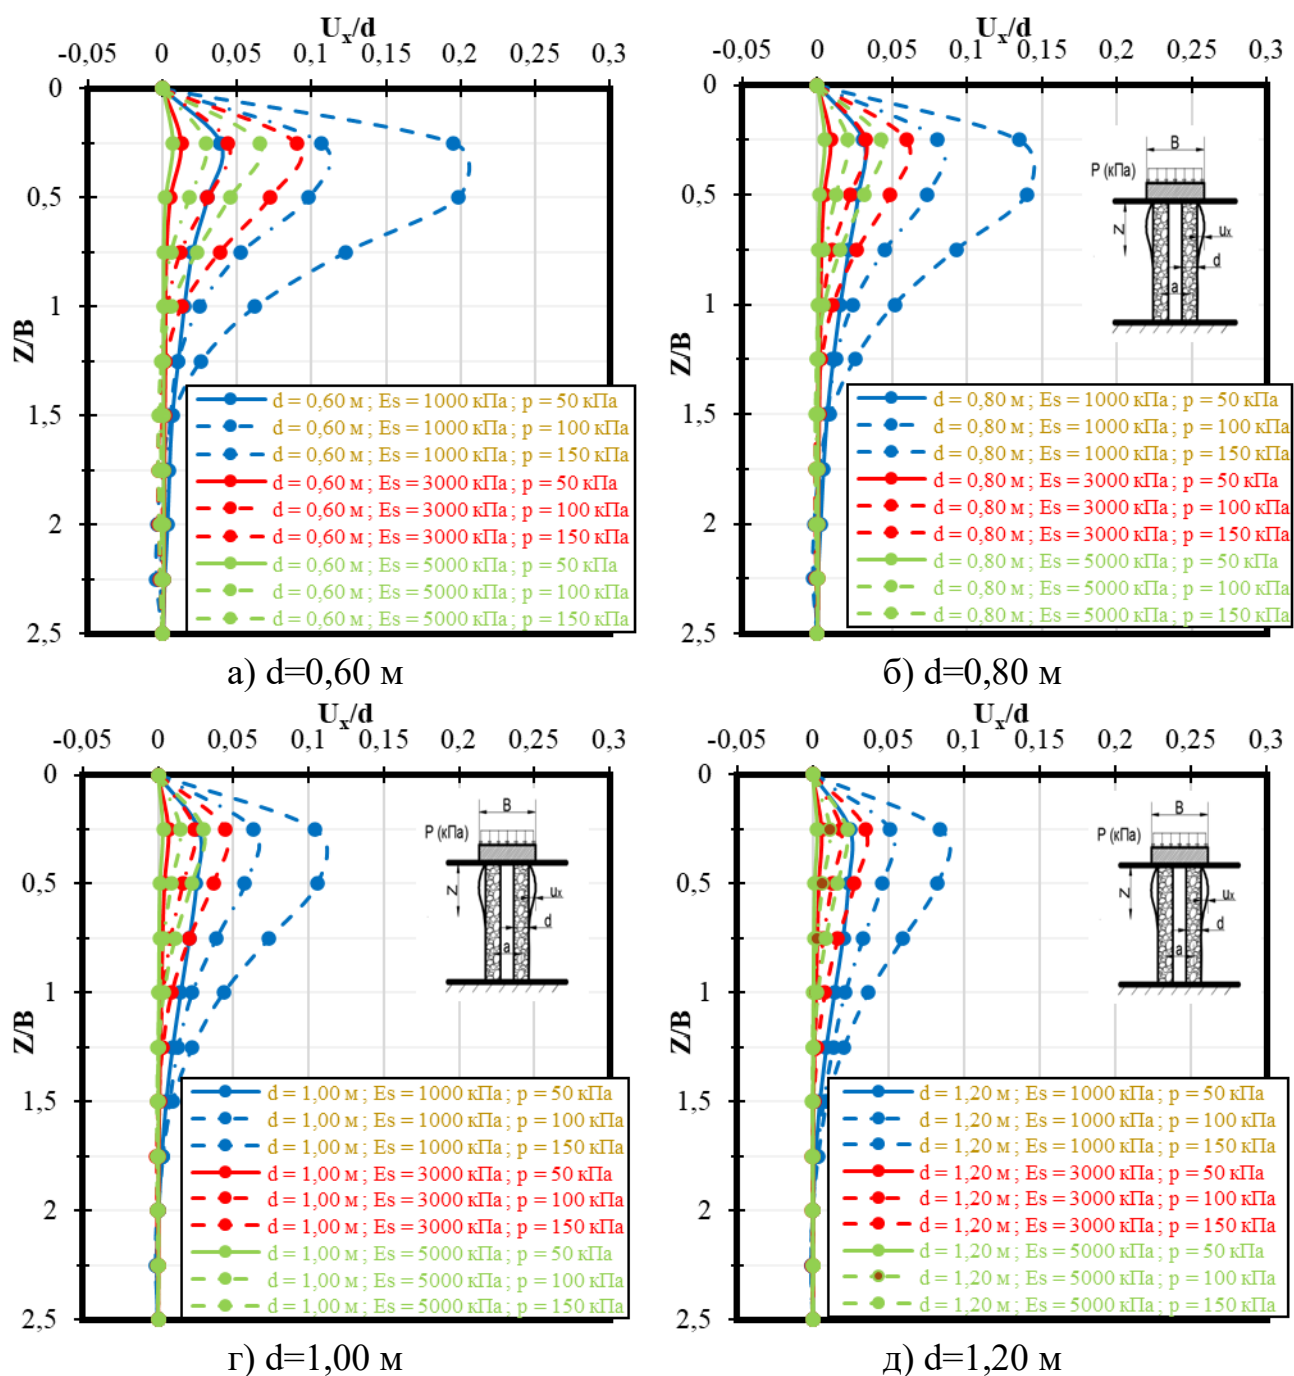 Uₓ/d
-0,05 0 0,05 0,1 0,15 0,2 0,25 0,3
0
0,5
1
1,5
2
2,5
Z/B
d = 0,60 м ; Es = 1000 кПа ; p = 50 кПа
d = 0,60 м ; Es = 1000 кПа ; p = 100 кПа
d = 0,60 м ; Es = 1000 кПа ; p = 150 кПа
d = 0,60 м ; Es = 3000 кПа ; p = 50 кПа
d = 0,60 м ; Es = 3000 кПа ; p = 100 кПа
d = 0,60 м ; Es = 3000 кПа ; p = 150 кПа
d = 0,60 м ; Es = 5000 кПа ; p = 50 кПа
d = 0,60 м ; Es = 5000 кПа ; p = 100 кПа
d = 0,60 м ; Es = 5000 кПа ; p = 150 кПа
а) d=0,60 м
Uₓ/d
-0,05 0 0,05 0,1 0,15 0,2 0,25 0,3
0
0,5
1
1,5
2
2,5
Z/B
B
P (кПа)
Z
uₓ
d
a
d = 0,80 м ; Es = 1000 кПа ; p = 50 кПа
d = 0,80 м ; Es = 1000 кПа ; p = 100 кПа
d = 0,80 м ; Es = 1000 кПа ; p = 150 кПа
d = 0,80 м ; Es = 3000 кПа ; p = 50 кПа
d = 0,80 м ; Es = 3000 кПа ; p = 100 кПа
d = 0,80 м ; Es = 3000 кПа ; p = 150 кПа
d = 0,80 м ; Es = 5000 кПа ; p = 50 кПа
d = 0,80 м ; Es = 5000 кПа ; p = 100 кПа
d = 0,80 м ; Es = 5000 кПа ; p = 150 кПа
б) d=0,80 м
Uₓ/d
-0,05 0 0,05 0,1 0,15 0,2 0,25 0,3
0
0,5
1
1,5
2
2,5
Z/B
B
P (кПа)
Z
uₓ
d
a
d = 1,00 м ; Es = 1000 кПа ; p = 50 кПа
d = 1,00 м ; Es = 1000 кПа ; p = 100 кПа
d = 1,00 м ; Es = 1000 кПа ; p = 150 кПа
d = 1,00 м ; Es = 3000 кПа ; p = 50 кПа
d = 1,00 м ; Es = 3000 кПа ; p = 100 кПа
d = 1,00 м ; Es = 3000 кПа ; p = 150 кПа
d = 1,00 м ; Es = 5000 кПа ; p = 50 кПа
d = 1,00 м ; Es = 5000 кПа ; p = 100 кПа
d = 1,00 м ; Es = 5000 кПа ; p = 150 кПа
г) d=1,00 м
Uₓ/d
-0,05 0 0,05 0,1 0,15 0,2 0,25 0,3
0
0,5
1
1,5
2
2,5
Z/B
B
P (кПа)
Z
uₓ
d
a
d = 1,20 м ; Es = 1000 кПа ; p = 50 кПа
d = 1,20 м ; Es = 1000 кПа ; p = 100 кПа
d = 1,20 м ; Es = 1000 кПа ; p = 150 кПа
d = 1,20 м ; Es = 3000 кПа ; p = 50 кПа
d = 1,20 м ; Es = 3000 кПа ; p = 100 кПа
d = 1,20 м ; Es = 3000 кПа ; p = 150 кПа
d = 1,20 м ; Es = 5000 кПа ; p = 50 кПа
d = 1,20 м ; Es = 5000 кПа ; p = 100 кПа
d = 1,20 м ; Es = 5000 кПа ; p = 150 кПа
д) d=1,20 м